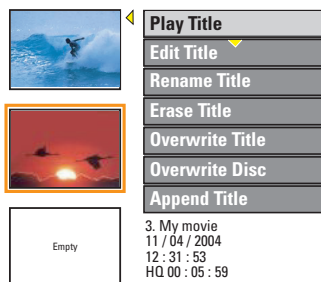 Play Title
Edit Title
Rename Title
Erase Title
Overwrite Title
Overwrite Disc
Append Title
Empty
3. My movie
11 / 04 / 2004
12 : 31 : 53
HQ 00 : 05 : 59